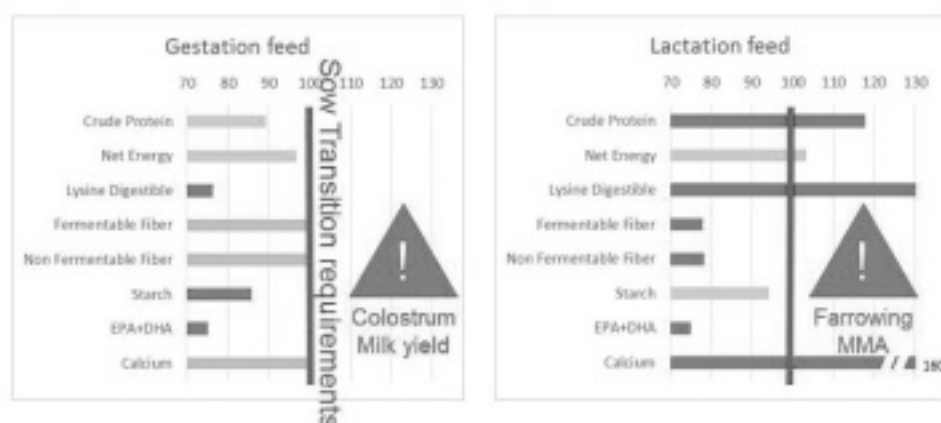 Gestation feed
70 80 90 100 110 120 130
Crude Protein
Net Energy
Lysine Digestible
Fermentable Fiber
Non Fermentable Fiber
Starch
EPA+DHA
Calcium
Sow Transition requirements
!
Colostrum
Milk yield
Lactation feed
70 80 90 100 110 120 130
Crude Protein
Net Energy
Lysine Digestible
Fermentable Fiber
Non Fermentable Fiber
Starch
EPA+DHA
Calcium
!
Farrowing
MMA
/ / 160